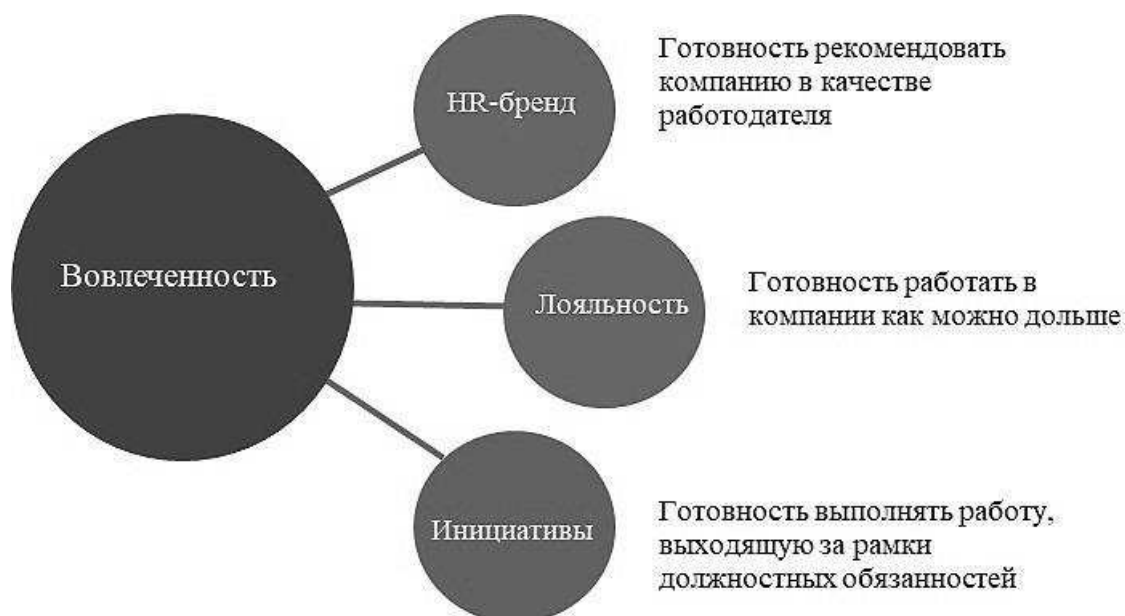 HR-бренд
Готовность рекомендовать
компанию в качестве
работодателя
Вовлеченность
Лояльность
Готовность работать в
компании как можно дольше
Инициативы
Готовность выполнять работу,
выходящую за рамки
должностных обязанностей